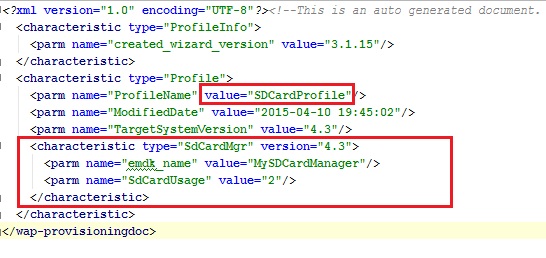 <?xml version="1.0" encoding="UTF-8"?><!--This is an auto generated document.
<characteristic type="ProfileInfo">
<parm name="created_wizard_version" value="3.1.15"/>
</characteristic>
<characteristic type="Profile">
<parm name="ProfileName" value="SDCardProfile"/>
<parm name="ModifiedDate" value="2015-04-10 19:45:02"/>
<parm name="TargetSystemVersion" value="4.3"/>
<characteristic type="SdCardMgr" version="4.3">
<parm name="emdk_name" value="MySDCardManager"/>
<parm name="SdCardUsage" value="2"/>
</characteristic>
</characteristic>
</wap-provisioningdoc>